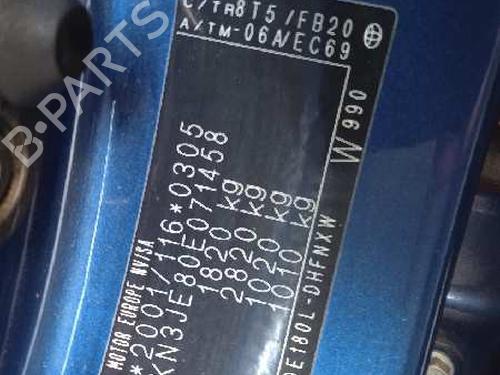 MOTOR EUROPE NV/SA
*2001/116*0305
KN3JE80E071458
1820 kg
2820 kg
1020 kg
1010 kg
DE180L-DHFNXW
W 990
C/TR8T5/FB20
A/TM-06A/EC69
B-PARTS